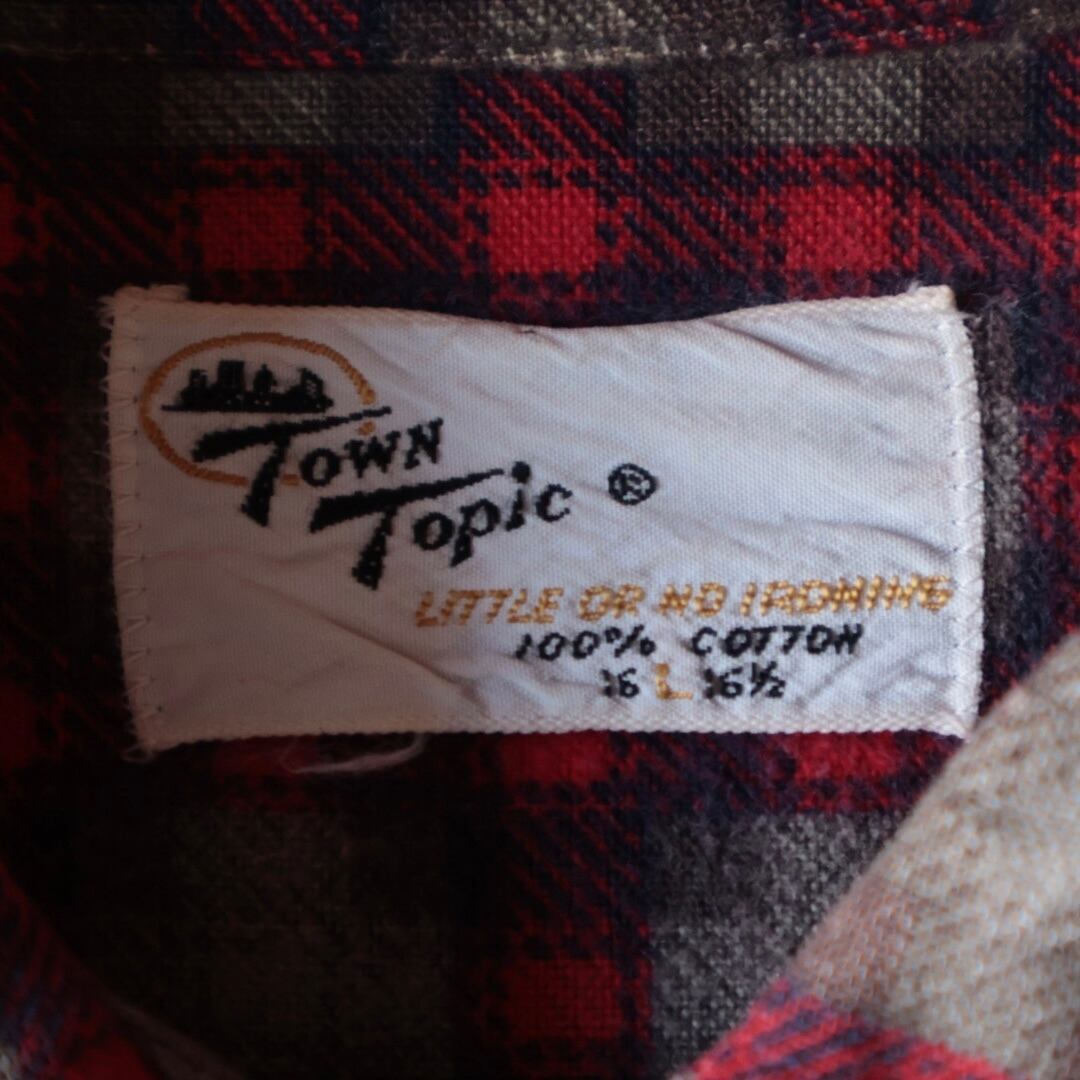 Town
Topic ®
LITTLE OR NO IRONING
100% COTTON
16 L 16½